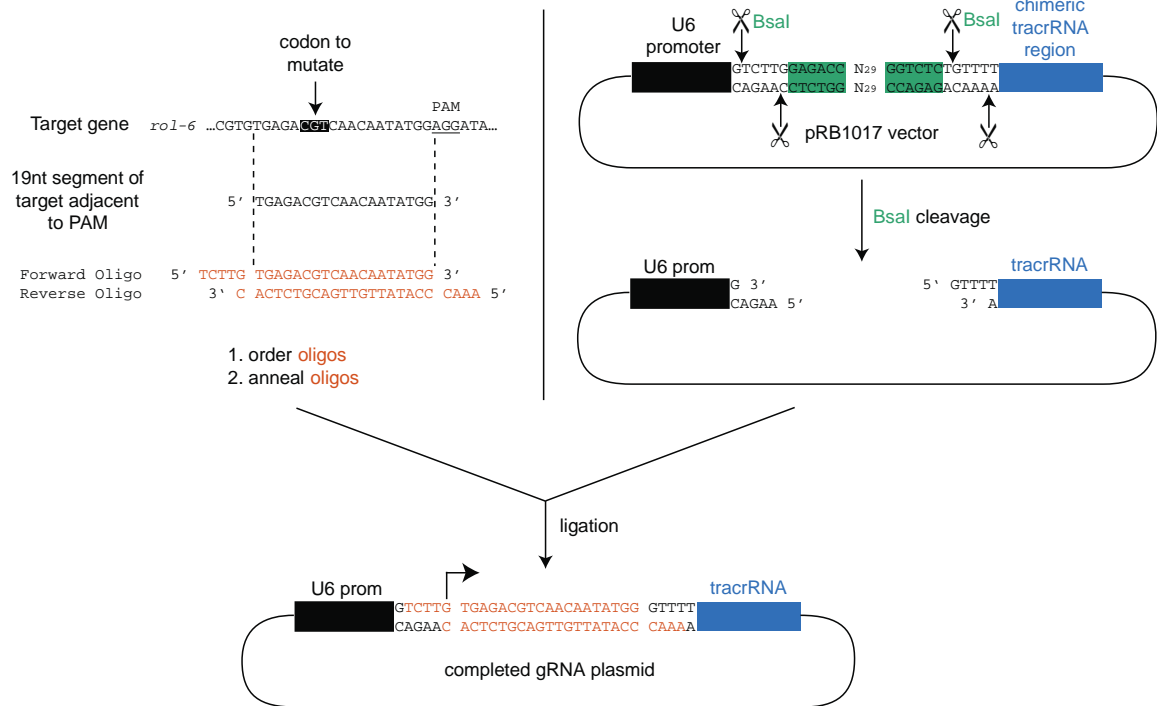 codon to
mutate
PAM
Target gene rol-6 …CGTGTGAGACGTCAACAATATGGAGGATA…
19nt segment of
target adjacent
to PAM
5′ TGAGACGTCAACAATATGG 3′
Forward Oligo 5′ TCTTG TGAGACGTCAACAATATGG 3′
Reverse Oligo 3‘ C ACTCTGCAGTTGTTATACC CAAA 5′
1. order oligos
2. anneal oligos
U6
promoter
BsaI
BsaI
chimeric
tracrRNA
region
GTCTTGGAGACC N29 GGTCTCTGTTTT
CAGAACCTCTGG N29 CCAGAGACAAAA
pRB1017 vector
BsaI cleavage
U6 prom
tracrRNA
G 3′
5‘ GTTTT
CAGAA 5′
3′ A
ligation
U6 prom
tracrRNA
GTCTTG TGAGACGTCAACAATATGG GTTTT
CAGAAC ACTCTGCAGTTGTTATACC CAAAA
completed gRNA plasmid